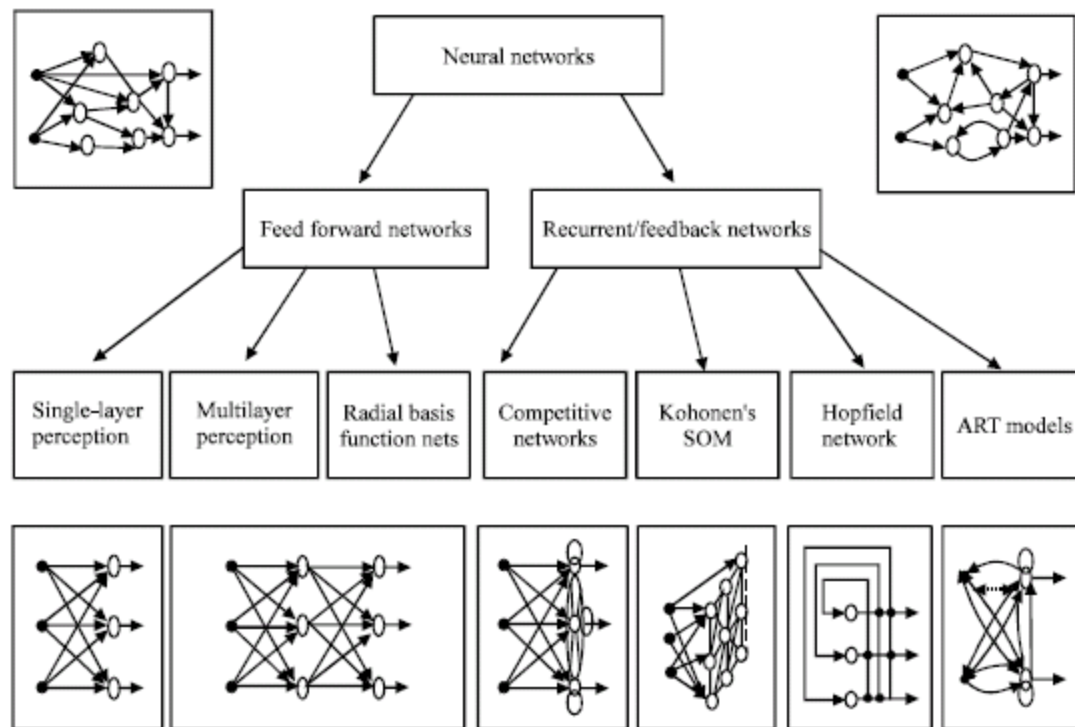 Neural networks
Feed forward networks
Recurrent/feedback networks
Single-layer
perception
Multilayer
perception
Radial basis
function nets
Competitive
networks
Kohonen's
SOM
Hopfield
network
ART models